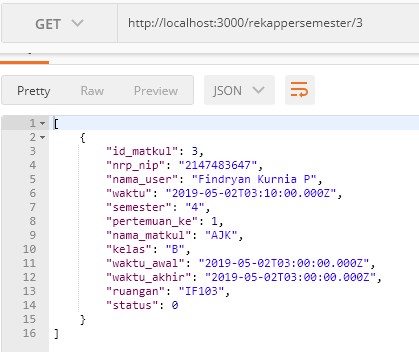 GET http://localhost:3000/rekappersemester/3
Pretty Raw Preview JSON
1 [
2 {
3 "id_matkul": 3,
4 "nrp_nip": "2147483647",
5 "nama_user": "Findryan Kurnia P",
6 "waktu": "2019-05-02T03:10:00.000Z",
7 "semester": "4",
8 "pertemuan_ke": 1,
9 "nama_matkul": "AJK",
10 "kelas": "B",
11 "waktu_awal": "2019-05-02T03:00:00.000Z",
12 "waktu_akhir": "2019-05-02T03:00:00.000Z",
13 "ruangan": "IF103",
14 "status": 0
15 }
16 ]